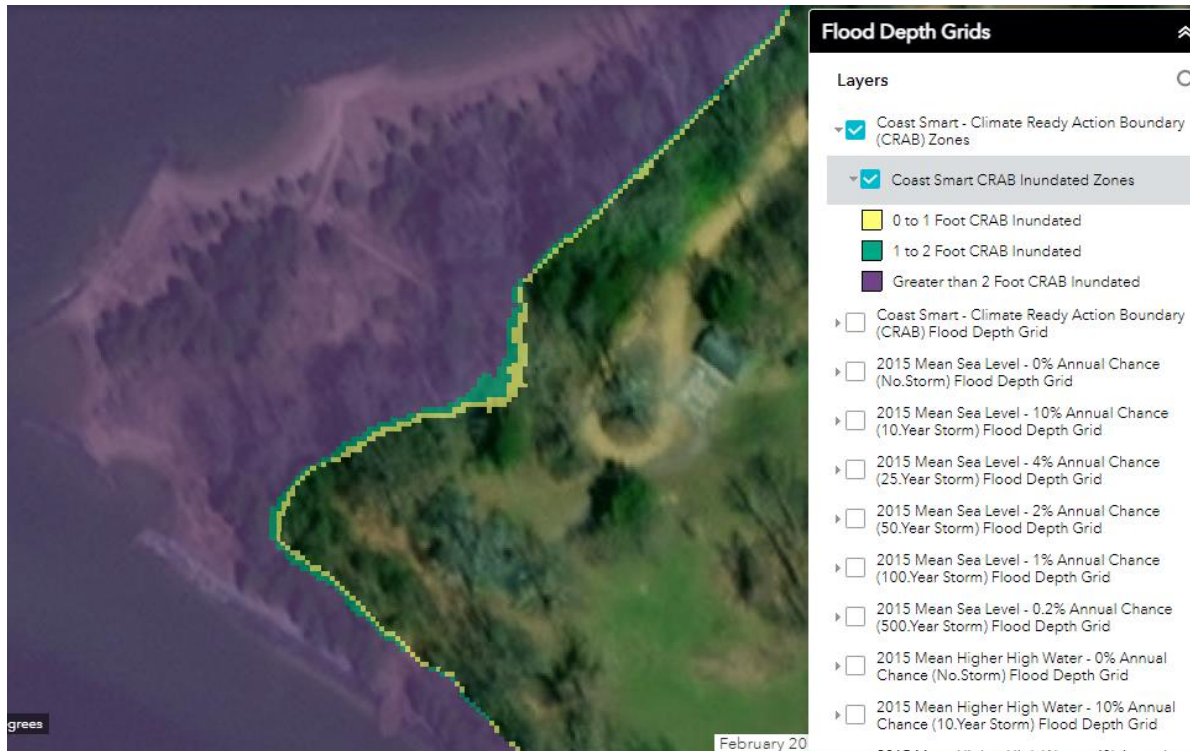 Flood Depth Grids
Layers
Coast Smart - Climate Ready Action Boundary
(CRAB) Zones
Coast Smart CRAB Inundated Zones
0 to 1 Foot CRAB Inundated
1 to 2 Foot CRAB Inundated
Greater than 2 Foot CRAB Inundated
Coast Smart - Climate Ready Action Boundary
(CRAB) Flood Depth Grid
2015 Mean Sea Level - 0% Annual Chance
(No.Storm) Flood Depth Grid
2015 Mean Sea Level - 10% Annual Chance
(10.Year Storm) Flood Depth Grid
2015 Mean Sea Level - 4% Annual Chance
(25.Year Storm) Flood Depth Grid
2015 Mean Sea Level - 2% Annual Chance
(50.Year Storm) Flood Depth Grid
2015 Mean Sea Level - 1% Annual Chance
(100.Year Storm) Flood Depth Grid
2015 Mean Sea Level - 0.2% Annual Chance
(500.Year Storm) Flood Depth Grid
2015 Mean Higher High Water - 0% Annual
Chance (No.Storm) Flood Depth Grid
2015 Mean Higher High Water - 10% Annual
Chance (10.Year Storm) Flood Depth Grid
grees
February 20